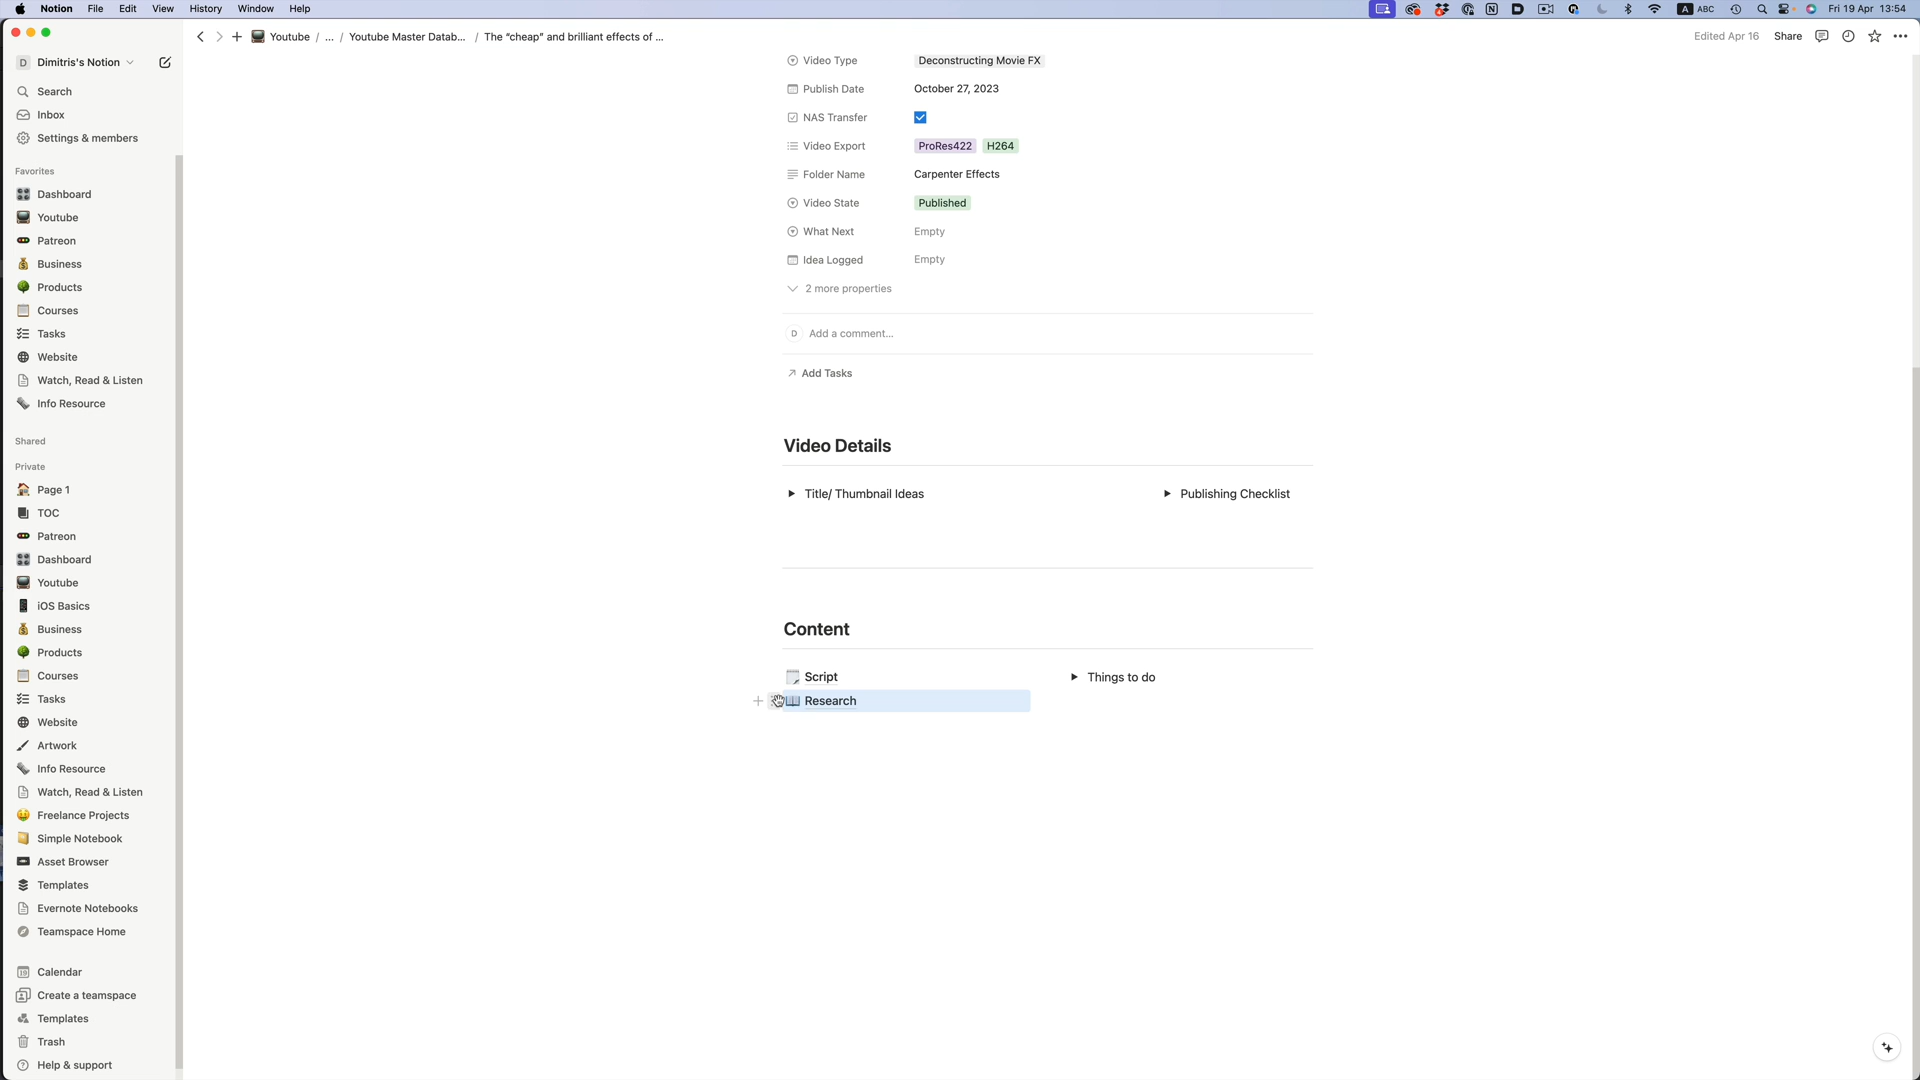 Notion File Edit View History Window Help
A ABC Fri 19 Apr 13:54
Youtube / ... / Youtube Master Datab... / The “cheap” and brilliant effects of ...
Edited Apr 16 Share
D Dimitris's Notion
Search
Inbox
Settings & members
Favorites
Dashboard
Youtube
Patreon
Business
Products
Courses
Tasks
Website
Watch, Read & Listen
Info Resource
Shared
Private
Page 1
TOC
Patreon
Dashboard
Youtube
iOS Basics
Business
Products
Courses
Tasks
Website
Artwork
Info Resource
Watch, Read & Listen
Freelance Projects
Simple Notebook
Asset Browser
Templates
Evernote Notebooks
Teamspace Home
Calendar
Create a teamspace
Templates
Trash
Help & support
Video Type Deconstructing Movie FX
Publish Date October 27, 2023
NAS Transfer
Video Export ProRes422 H264
Folder Name Carpenter Effects
Video State Published
What Next Empty
Idea Logged Empty
2 more properties
D Add a comment...
Add Tasks
Video Details
Title/ Thumbnail Ideas Publishing Checklist
Content
Script Things to do
Research